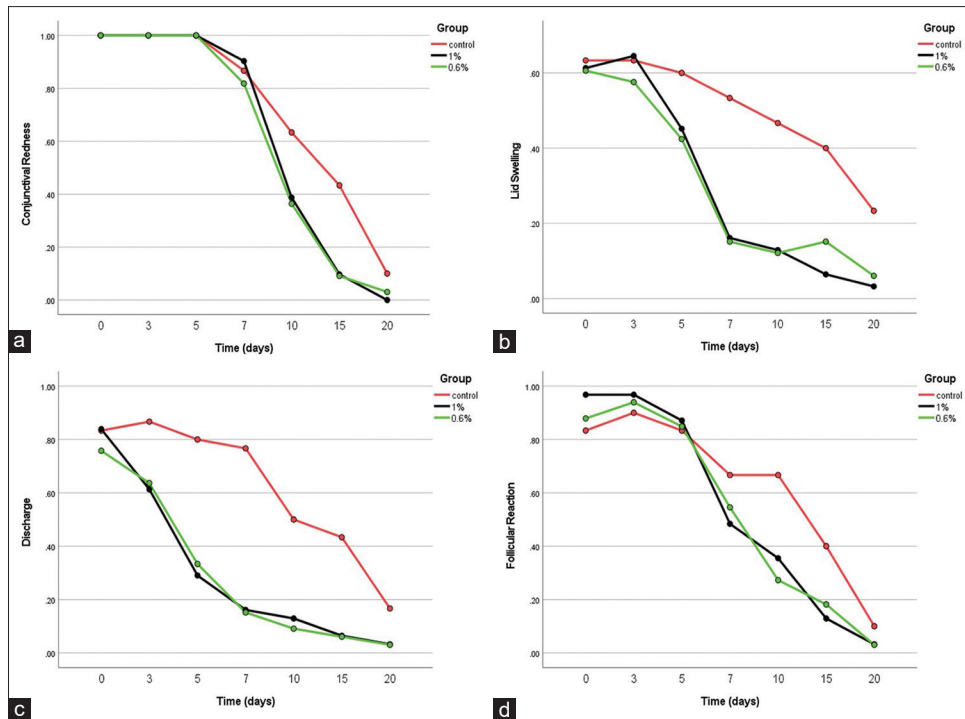 Group
control
1%
0.6%
1.00
.80
.60
.40
.20
.00
Conjunctival Redness
0 3 5 7 10 15 20
Time (days)
a
Group
control
1%
0.6%
.60
.40
.20
.00
Lid Swelling
0 3 5 7 10 15 20
Time (days)
b
Group
control
1%
0.6%
1.00
.80
.60
.40
.20
.00
Discharge
0 3 5 7 10 15 20
Time (days)
c
Group
control
1%
0.6%
1.00
.80
.60
.40
.20
.00
Follicular Reaction
0 3 5 7 10 15 20
Time (days)
d